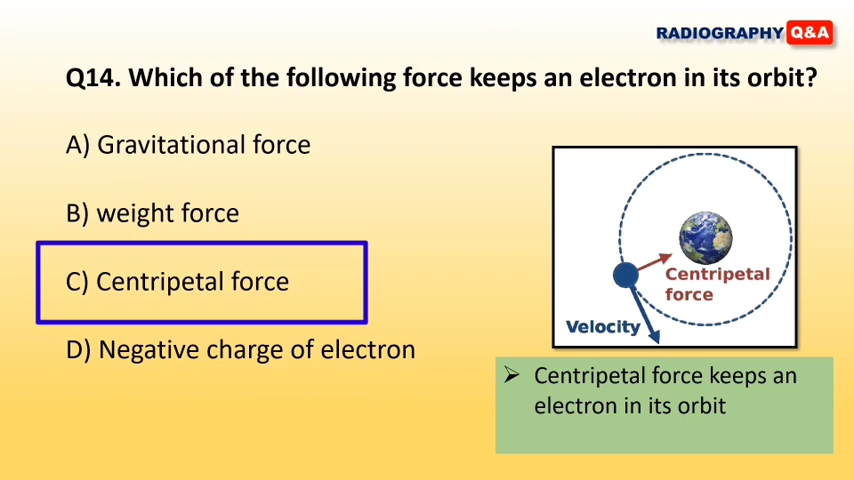 RADIOGRAPHY Q&A
Q14. Which of the following force keeps an electron in its orbit?
A) Gravitational force
B) weight force
C) Centripetal force
D) Negative charge of electron
Centripetal
force
Velocity
➢ Centripetal force keeps an
electron in its orbit